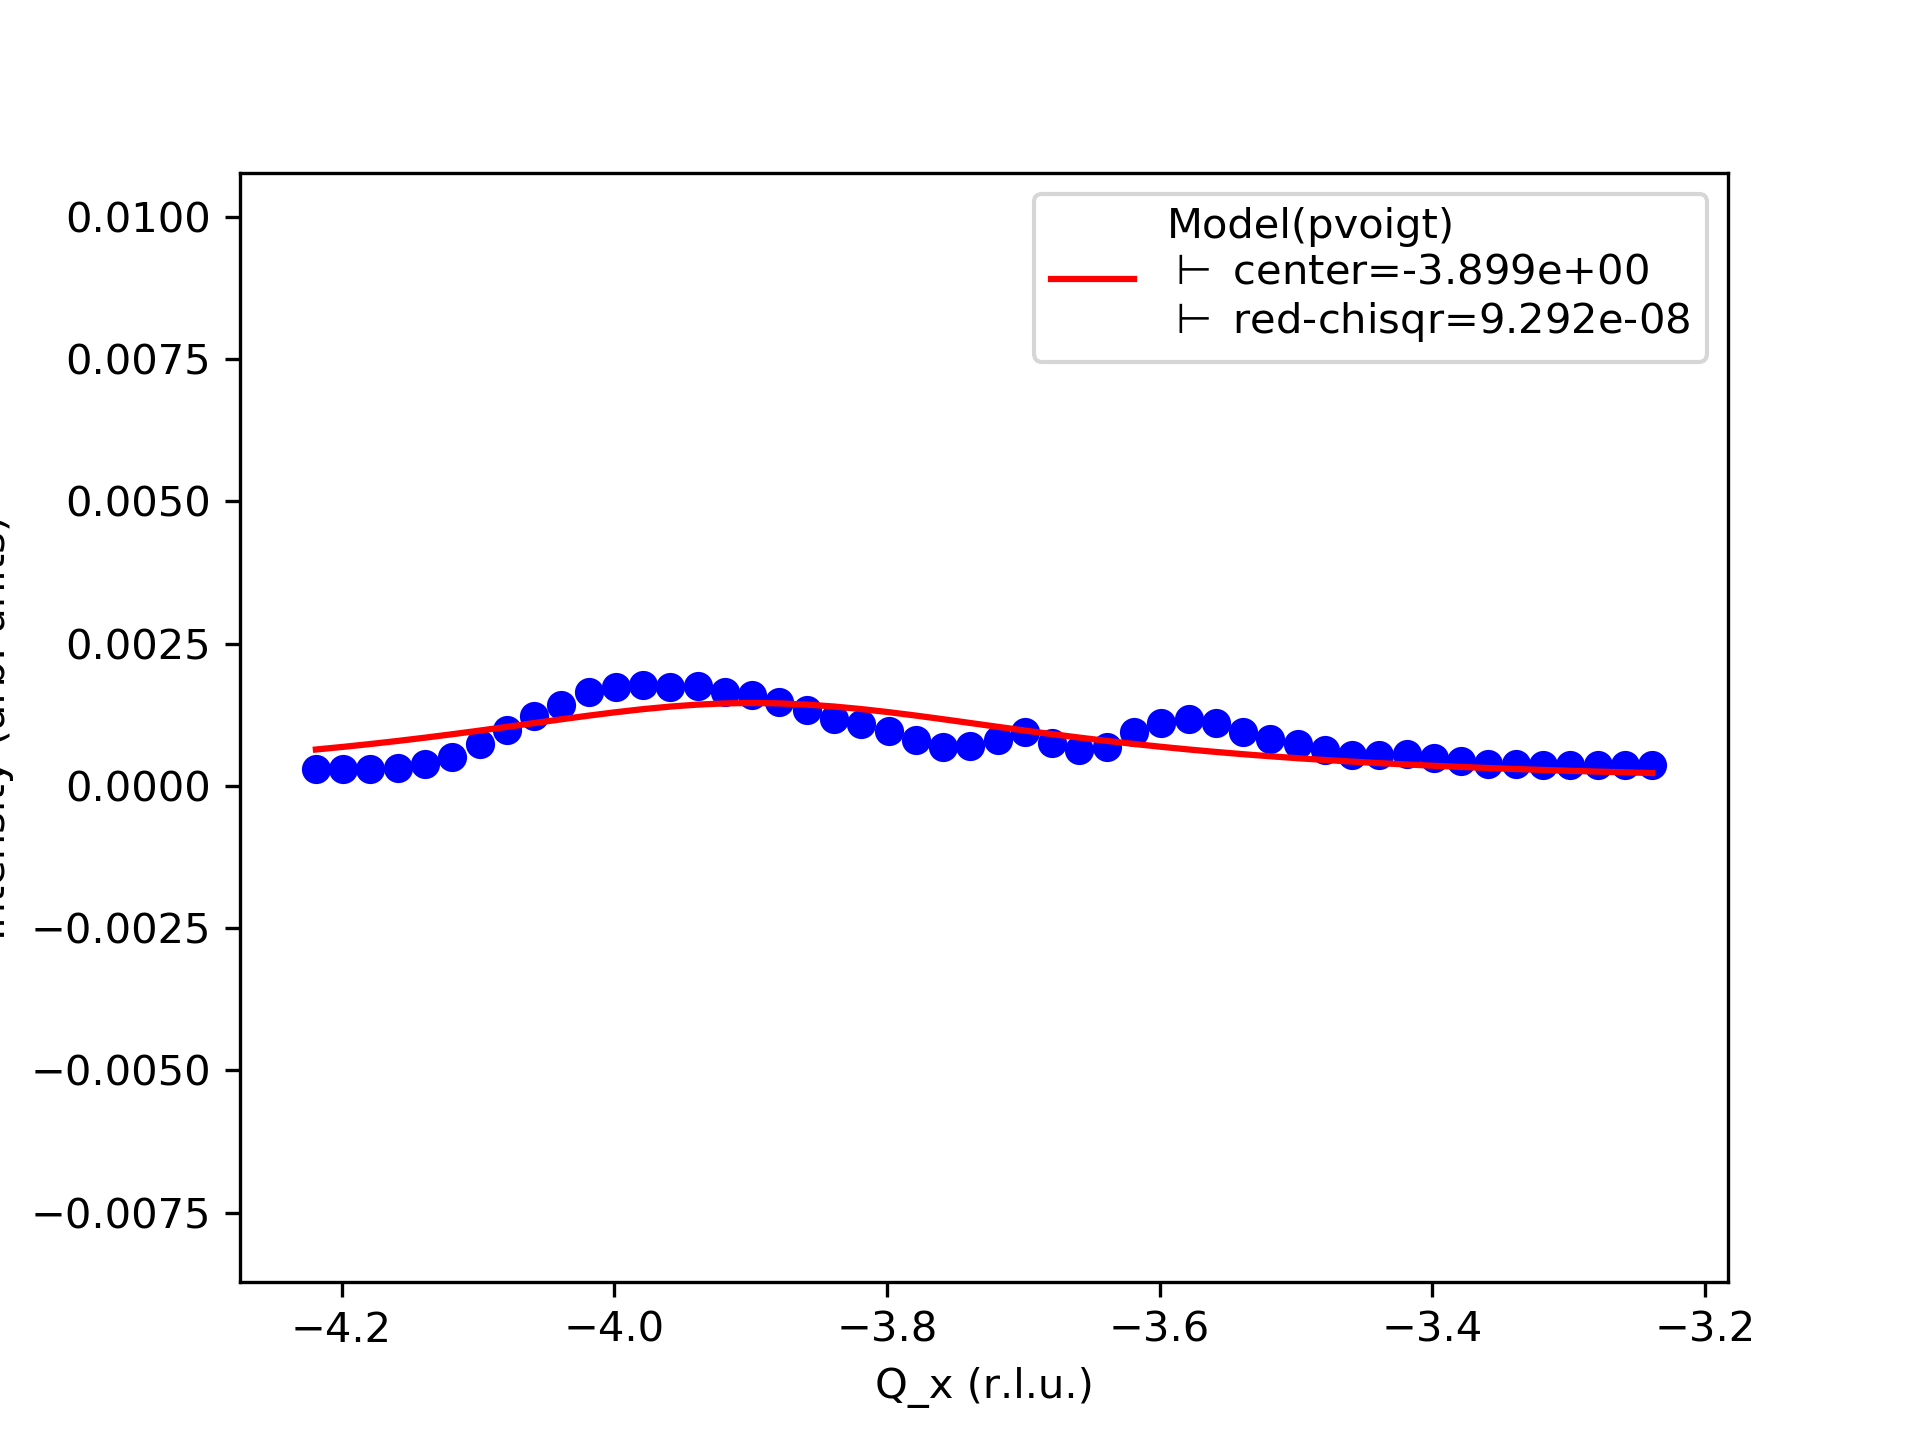 Model(pvoigt)
⊢ center=-3.899e+00
⊢ red-chisqr=9.292e-08
0.0100
0.0075
0.0050
0.0025
0.0000
−0.0025
−0.0050
−0.0075
−4.2 −4.0 −3.8 −3.6 −3.4 −3.2
Q_x (r.l.u.)